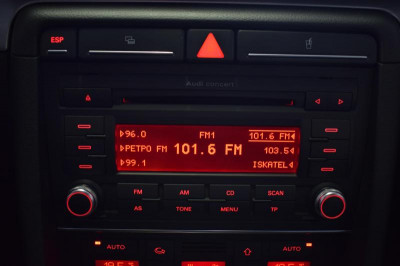 ESP
Audi concert
96.0 FM1 101.6 FM
РЕТРО FM 101.6 FM 103.5
99.1 ISKATEL
FM AM CD SCAN
AS TONE MENU TP
AUTO AUTO